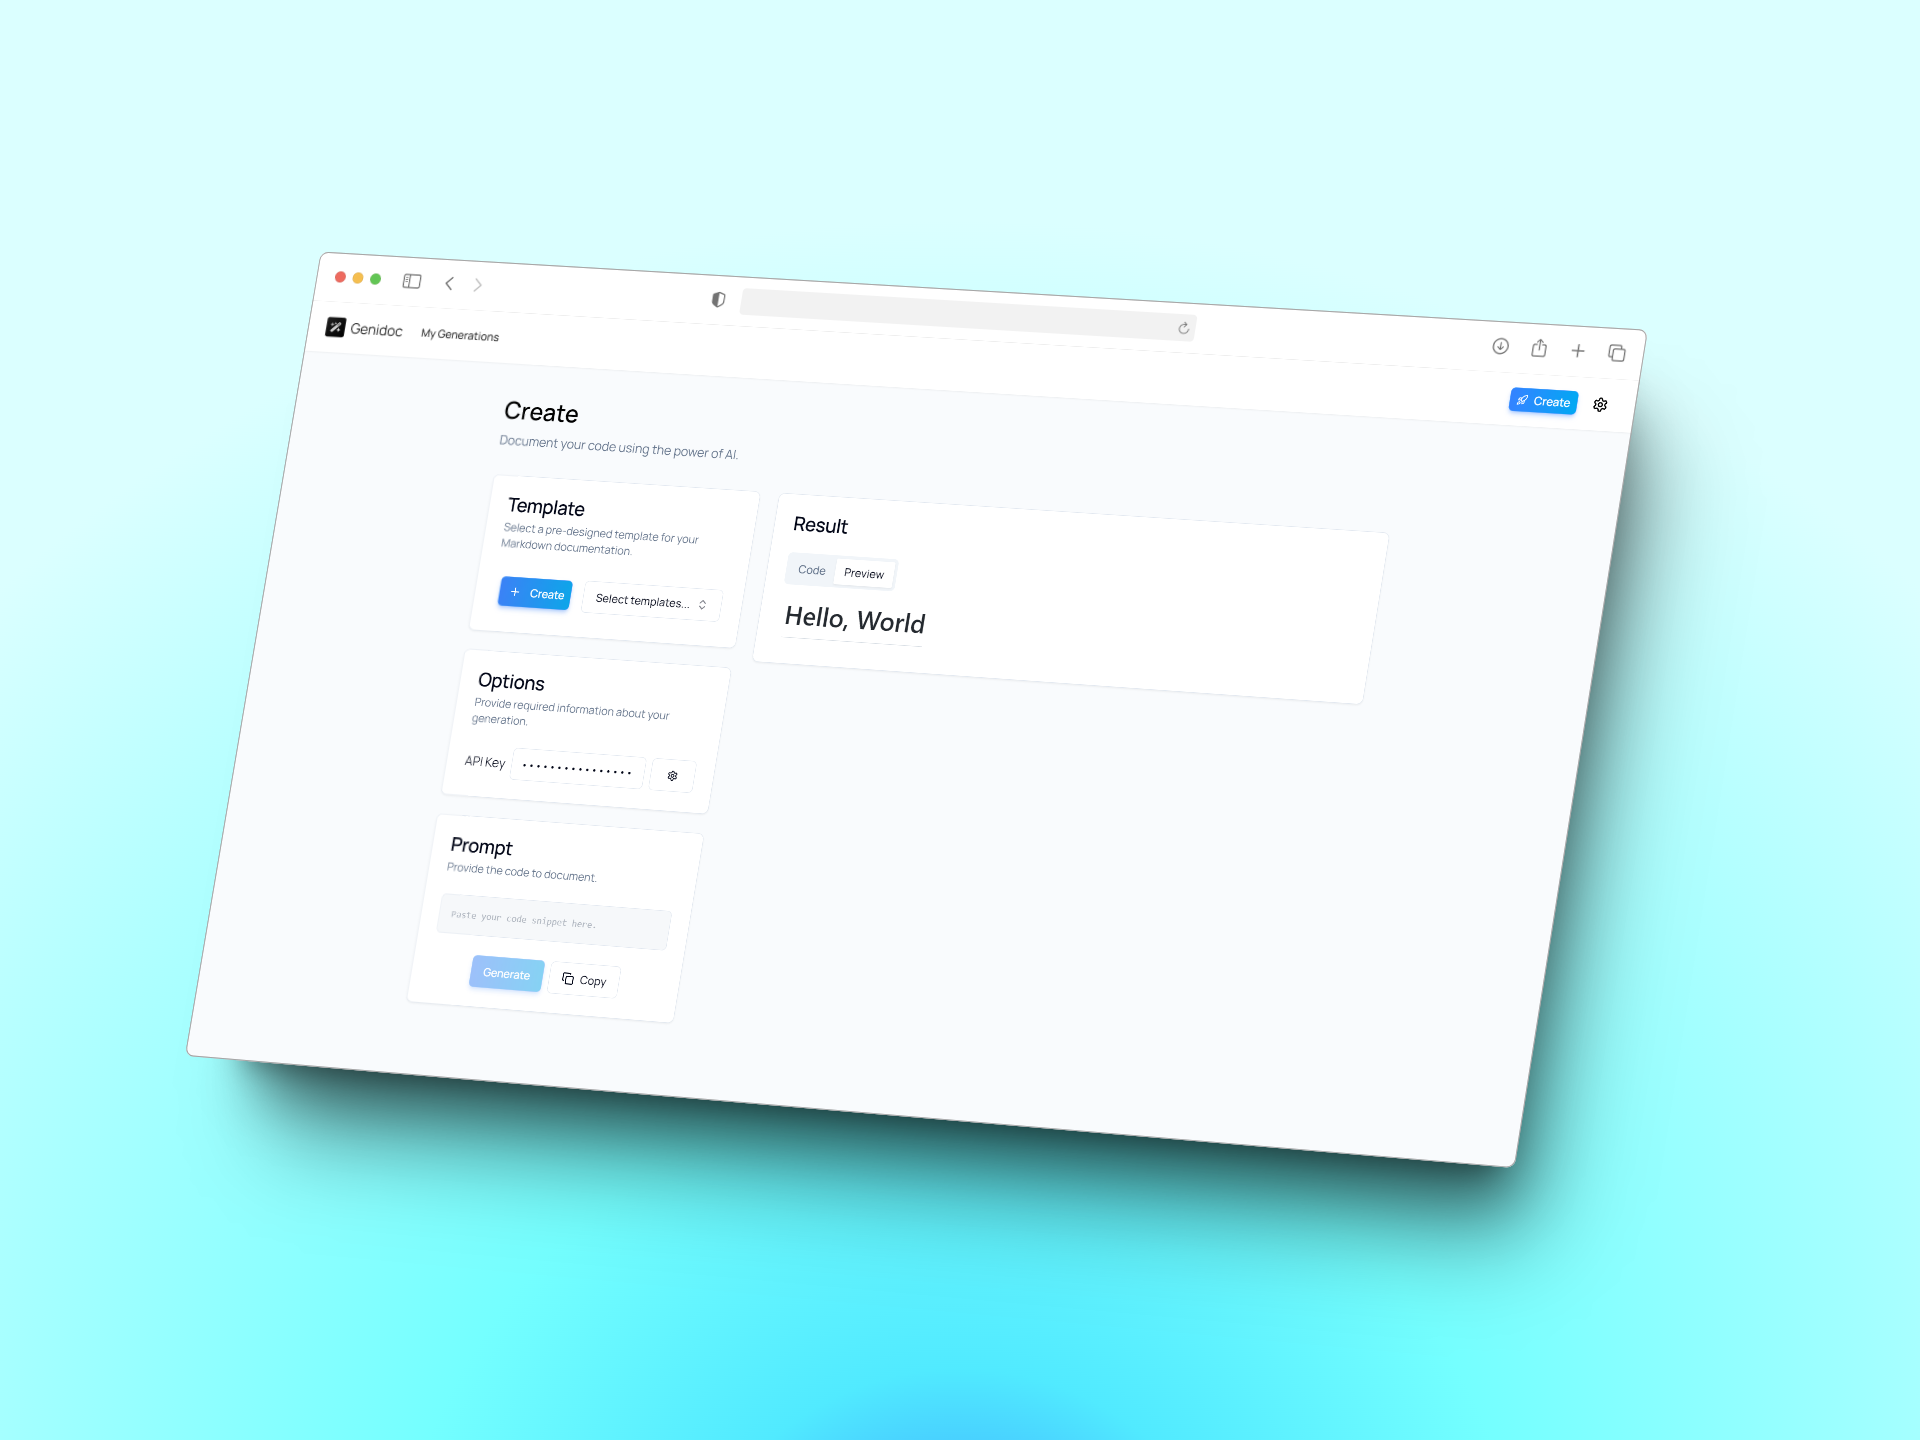 Genidoc
My Generations
Create
Create
Document your code using the power of AI.
Template
Select a pre-designed template for your
Markdown documentation.
Create
Select templates...
Options
Provide required information about your
generation.
API Key
Prompt
Provide the code to document.
Paste your code snippet here.
Generate
Copy
Result
Code
Preview
Hello, World